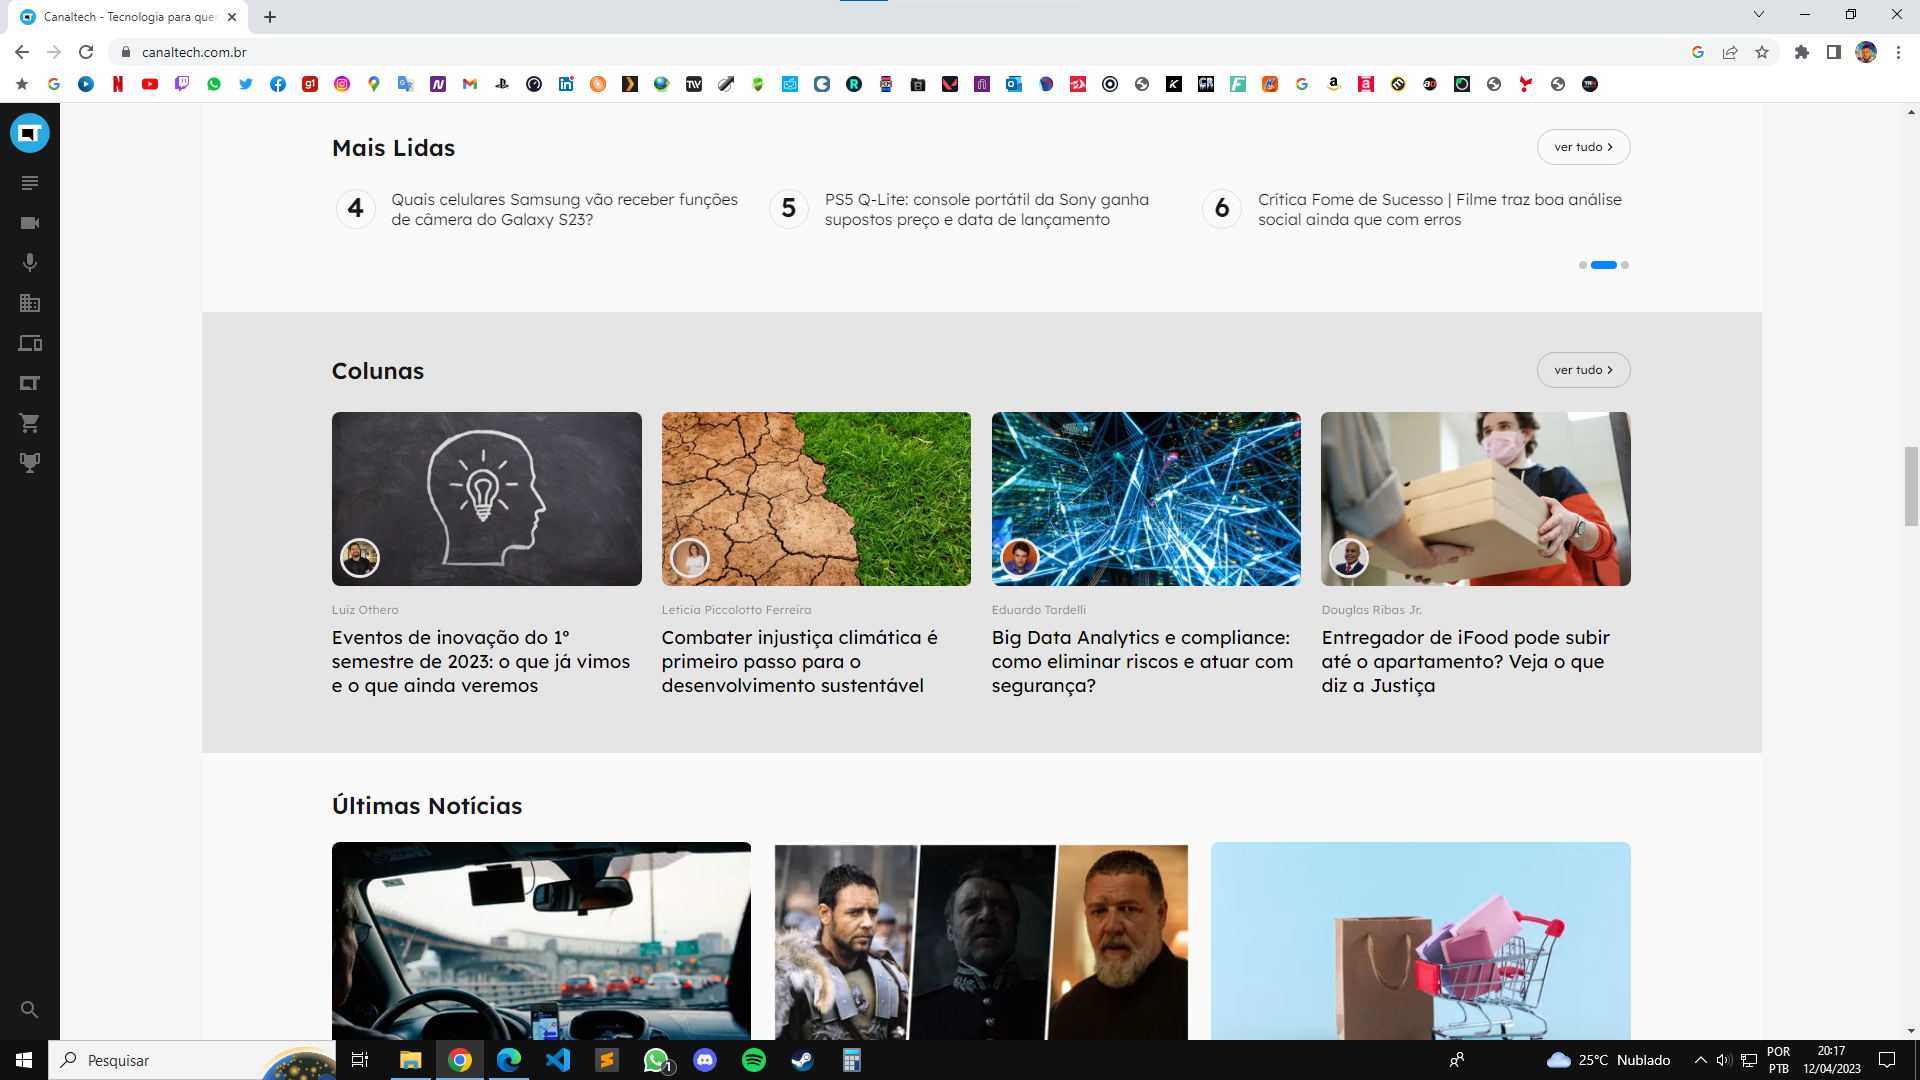 Canaltech - Tecnologia para quer
canaltech.com.br
Mais Lidas
ver tudo
4
Quais celulares Samsung vão receber funções
de câmera do Galaxy S23?
5
PS5 Q-Lite: console portátil da Sony ganha
supostos preço e data de lançamento
6
Crítica Fome de Sucesso | Filme traz boa análise
social ainda que com erros
Colunas
ver tudo
Luiz Othero
Eventos de inovação do 1º
semestre de 2023: o que já vimos
e o que ainda veremos
Leticia Piccolotto Ferreira
Combater injustiça climática é
primeiro passo para o
desenvolvimento sustentável
Eduardo Tardelli
Big Data Analytics e compliance:
como eliminar riscos e atuar com
segurança?
Douglas Ribas Jr.
Entregador de iFood pode subir
até o apartamento? Veja o que
diz a Justiça
Últimas Notícias
Pesquisar
1
25°C Nublado
POR
PTB
20:17
12/04/2023